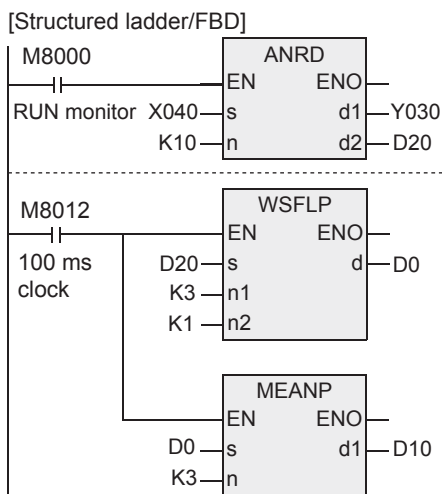 [Structured ladder/FBD]
M8000
ANRD
EN ENO
RUN monitor X040 s d1 Y030
K10 n d2 D20
M8012
WSFLP
EN ENO
100 ms
clock
D20 s d D0
K3 n1
K1 n2
MEANP
EN ENO
D0 s d1 D10
K3 n